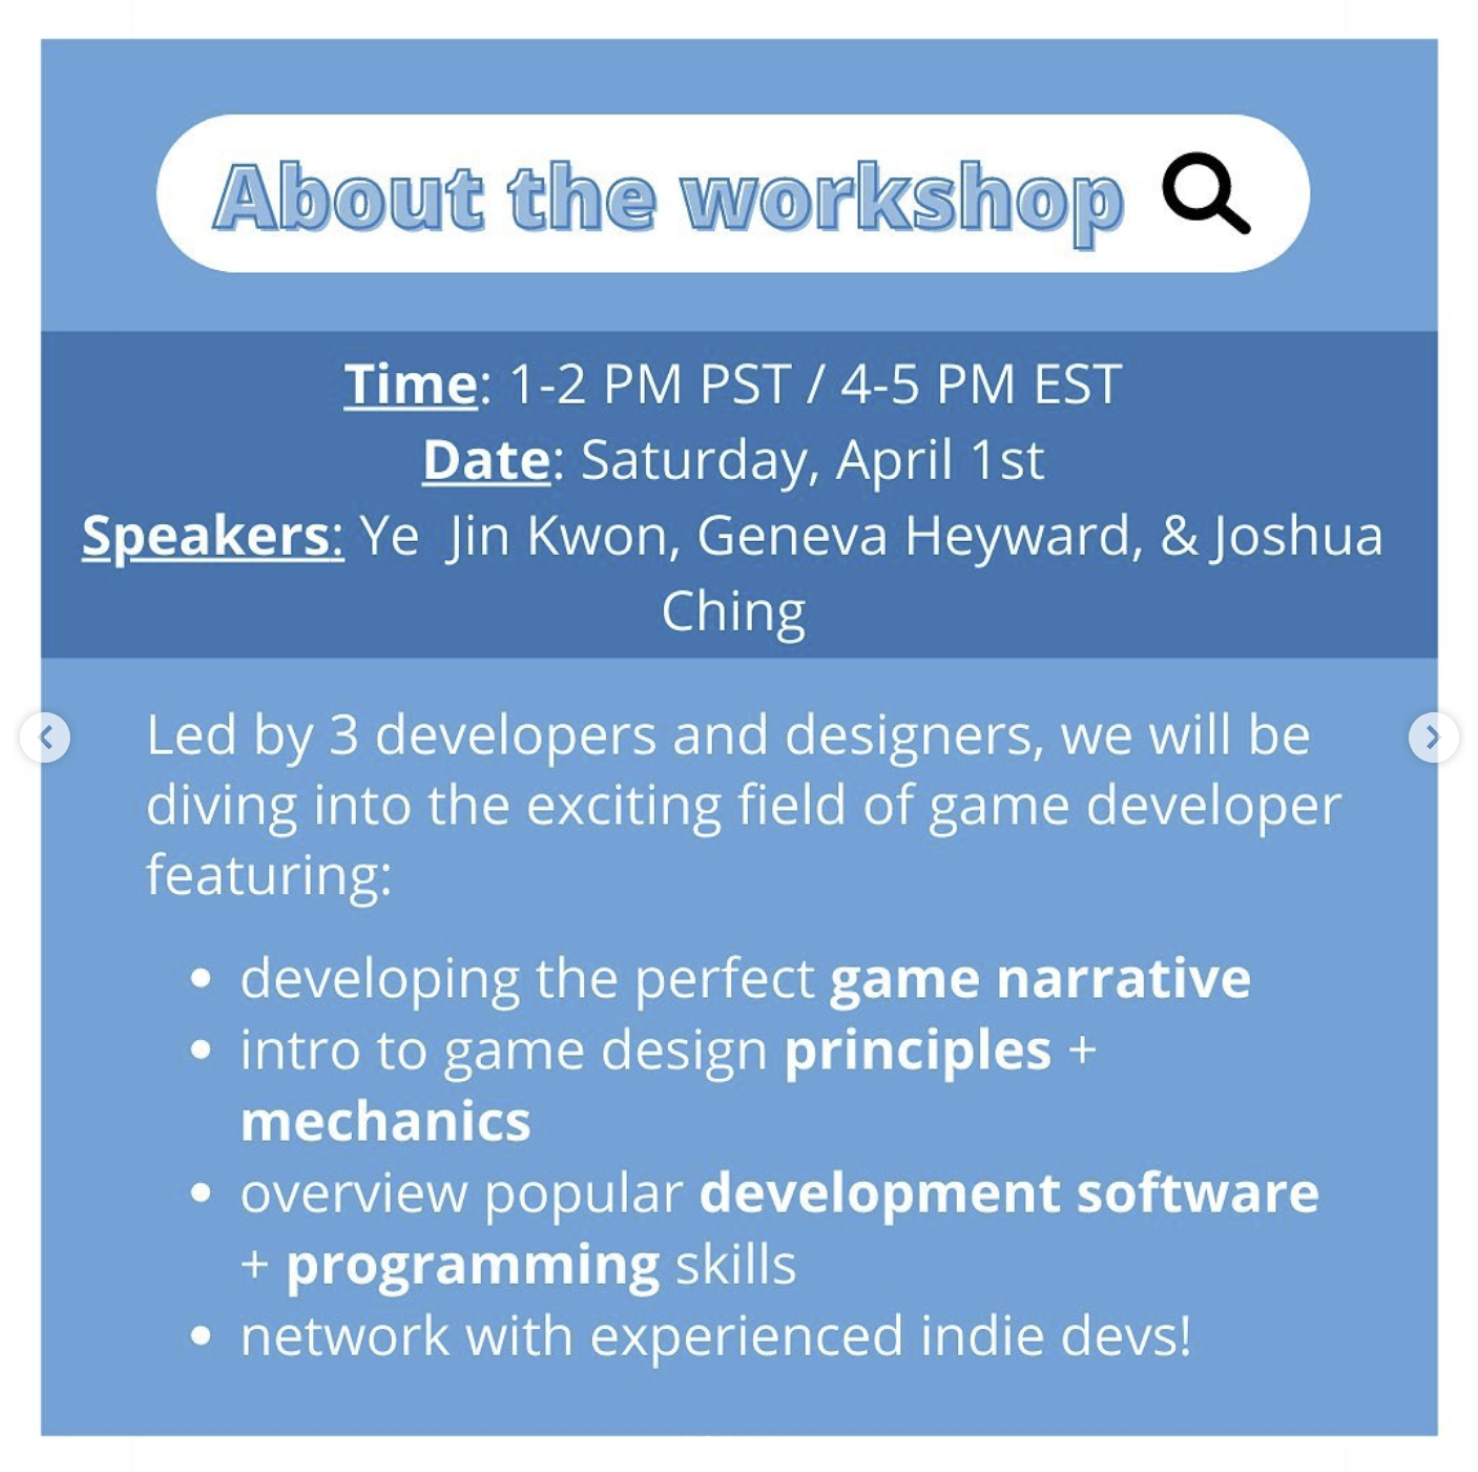 About the workshop
Time: 1-2 PM PST / 4-5 PM EST
Date: Saturday, April 1st
Speakers: Ye  Jin Kwon, Geneva Heyward, & Joshua
Ching
Led by 3 developers and designers, we will be
diving into the exciting field of game developer
featuring:
• developing the perfect game narrative
• intro to game design principles +
mechanics
• overview popular development software
+ programming skills
• network with experienced indie devs!